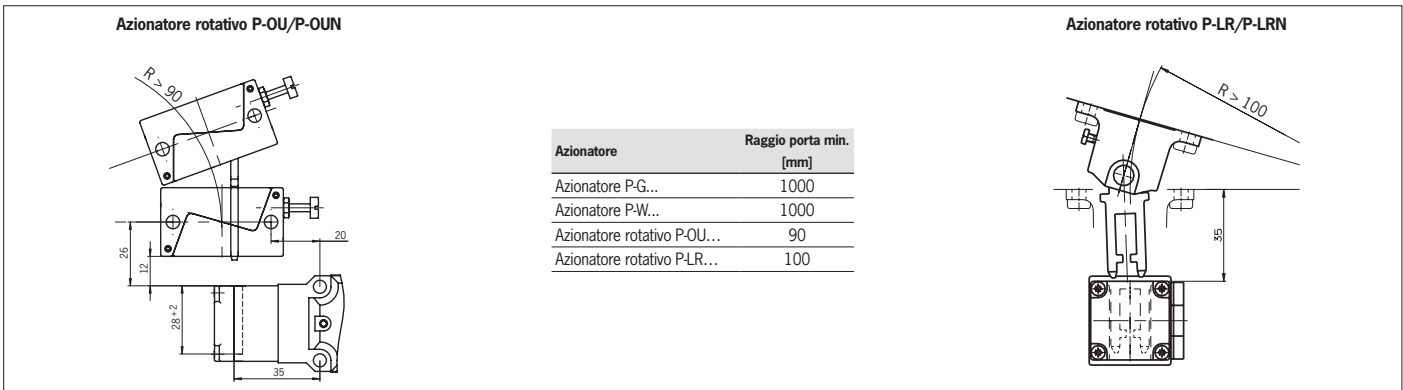 Azionatore rotativo P-OU/P-OUN
R > 90
20
26
12
28+2
35
Azionatore Raggio porta min. [mm]
Azionatore P-G... 1000
Azionatore P-W... 1000
Azionatore rotativo P-OU... 90
Azionatore rotativo P-LR... 100
Azionatore rotativo P-LR/P-LRN
R > 100
35